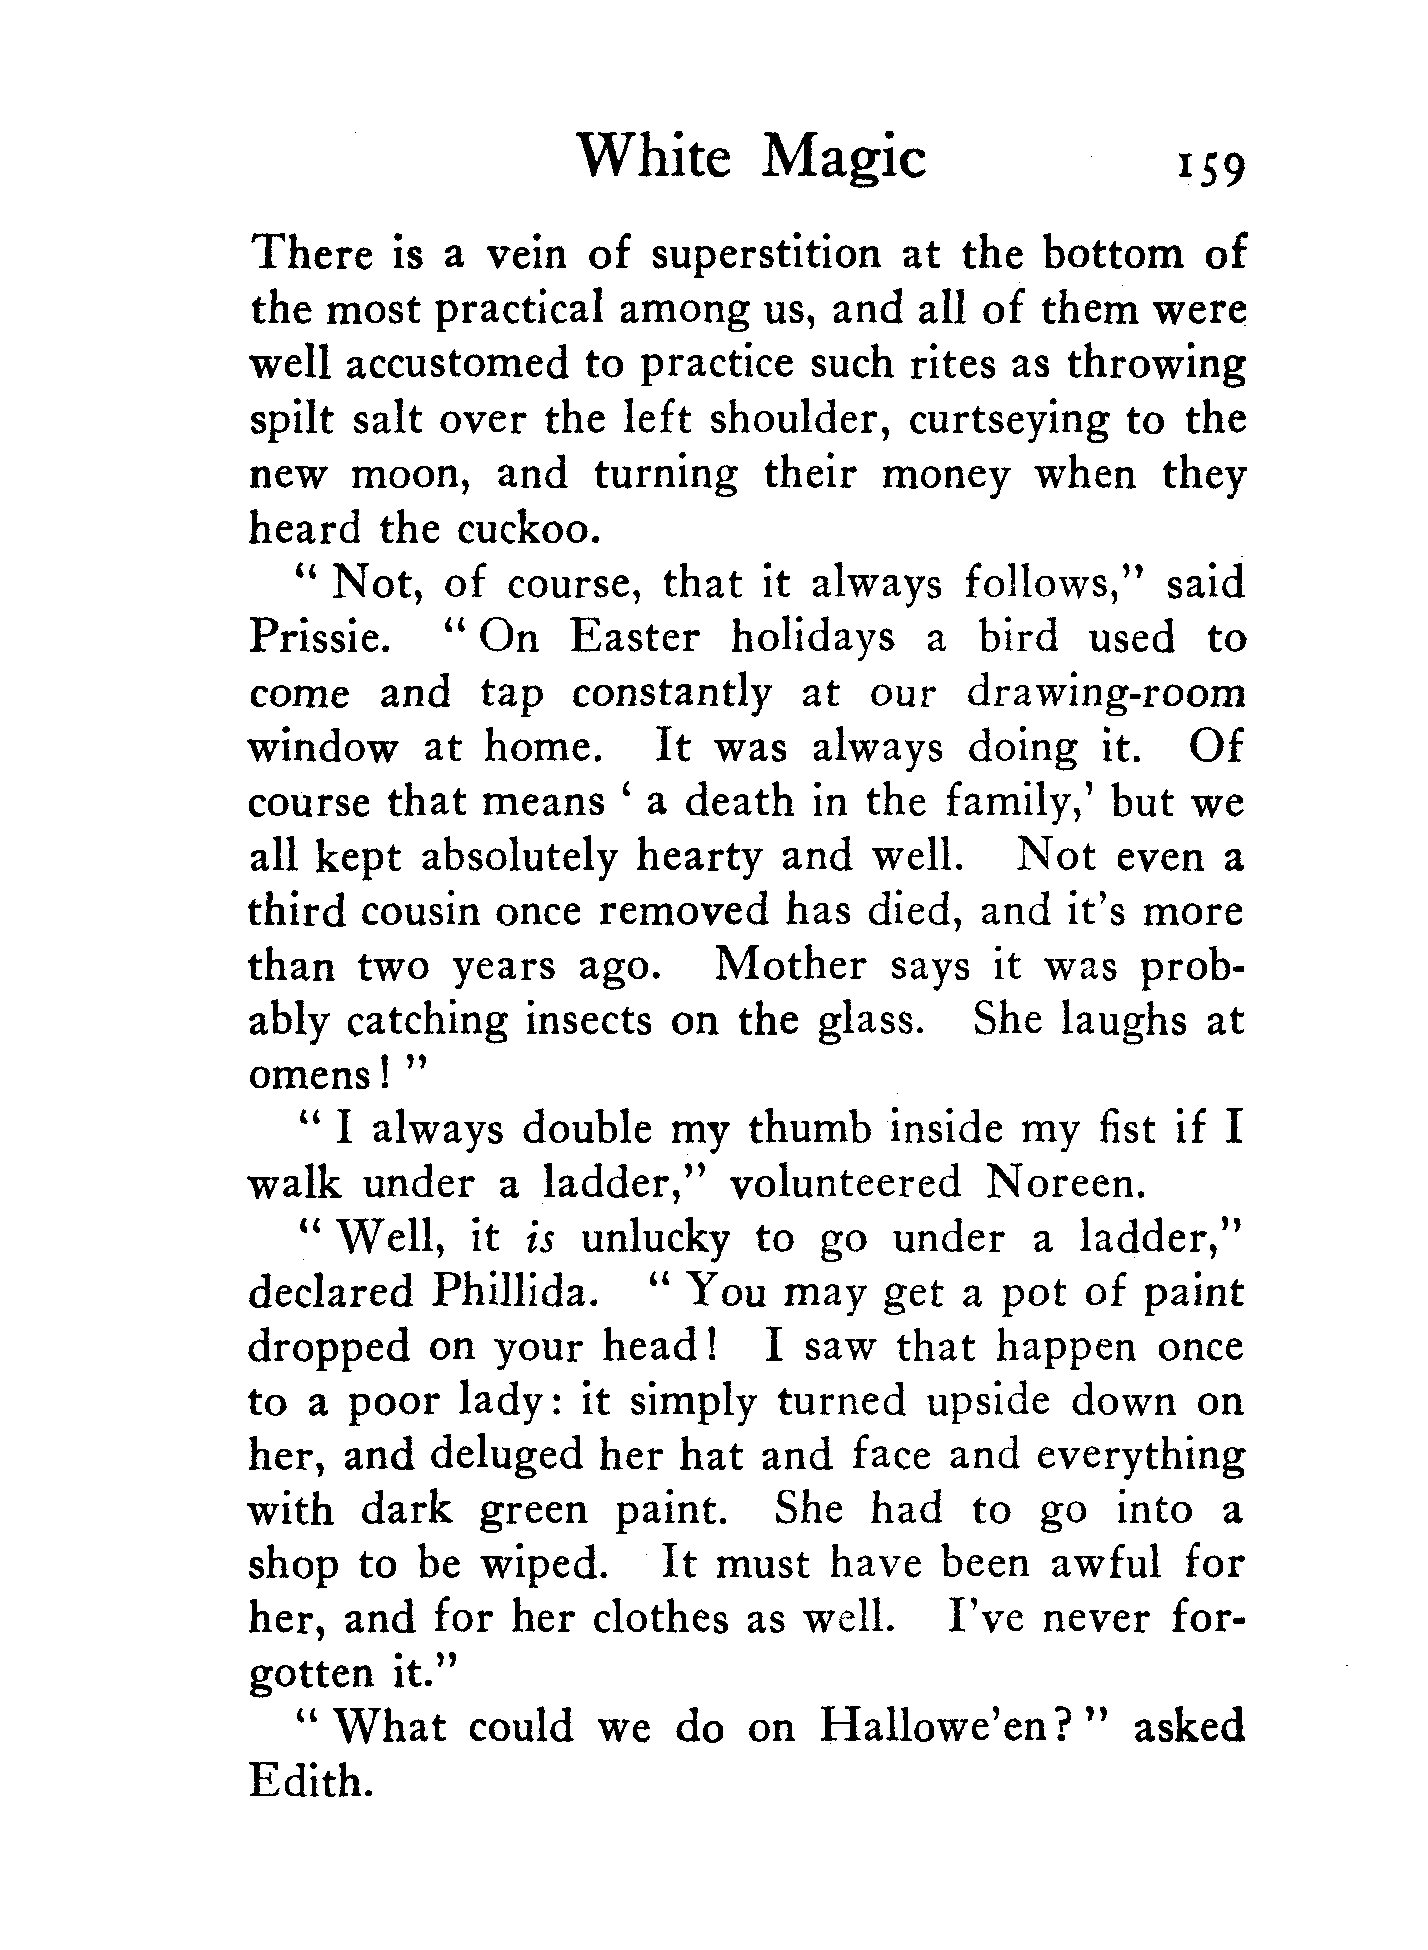 White Magic 159
There is a vein of superstition at the bottom of
the most practical among us, and all of them were
well accustomed to practice such rites as throwing
spilt salt over the left shoulder, curtseying to the
new moon, and turning their money when they
heard the cuckoo.
“ Not, of course, that it always follows,” said
Prissie. “ On Easter holidays a bird used to
come and tap constantly at our drawing-room
window at home. It was always doing it. Of
course that means ‘ a death in the family,’ but we
all kept absolutely hearty and well. Not even a
third cousin once removed has died, and it’s more
than two years ago. Mother says it was prob-
ably catching insects on the glass. She laughs at
omens! ”
“ I always double my thumb inside my fist if I
walk under a ladder,” volunteered Noreen.
“ Well, it is unlucky to go under a ladder,”
declared Phillida. “ You may get a pot of paint
dropped on your head! I saw that happen once
to a poor lady: it simply turned upside down on
her, and deluged her hat and face and everything
with dark green paint. She had to go into a
shop to be wiped. It must have been awful for
her, and for her clothes as well. I’ve never for-
gotten it.”
“ What could we do on Hallowe’en? ” asked
Edith.